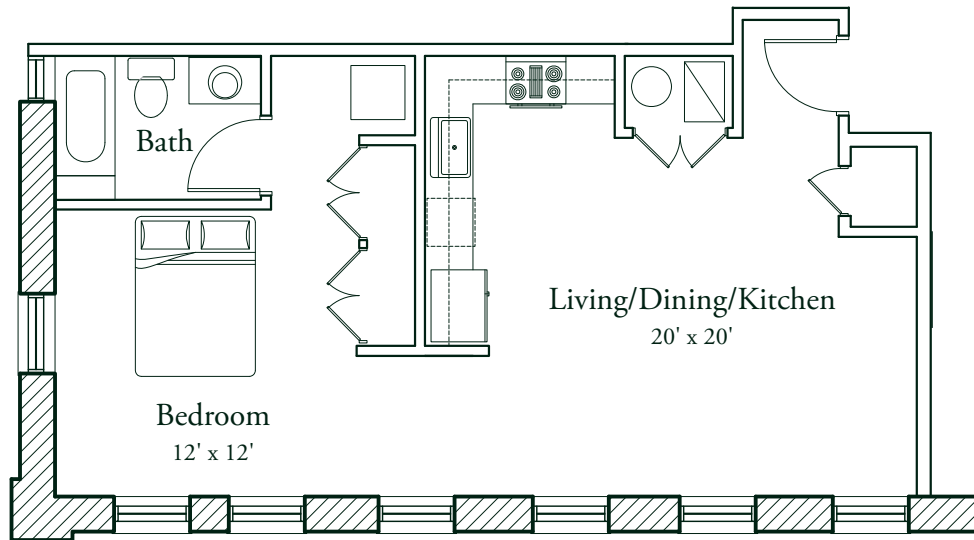 Bath
Living/Dining/Kitchen
20' x 20'
Bedroom
12' x 12'